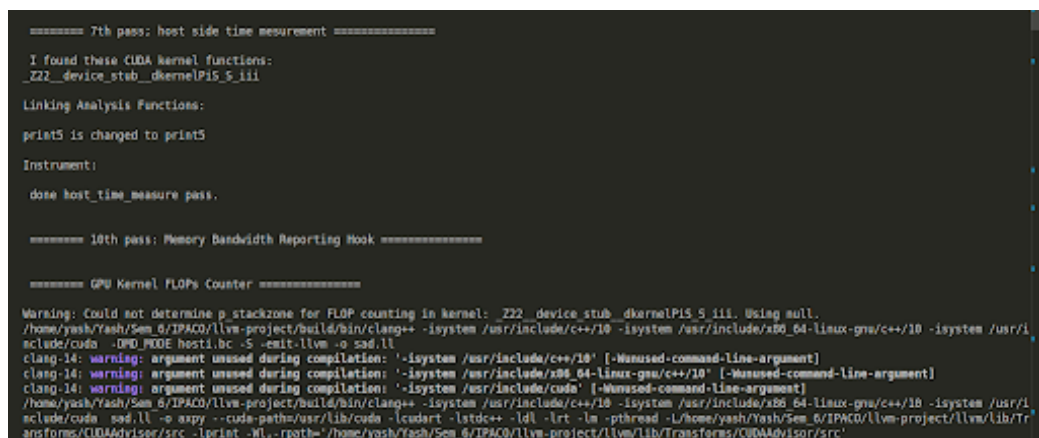 ======== 7th pass: host side time mesurement ===============
I found these CUDA kernel functions:
_Z22__device_stub__dkernelPiS_S_iii
Linking Analysis Functions:
print5 is changed to print5
Instrument:
done host_time_measure pass.
======== 10th pass: Memory Bandwidth Reporting Hook ===============
======== GPU Kernel FLOPs Counter ===============
Warning: Could not determine p_stackzone for FLOP counting in kernel: _Z22__device_stub__dkernelPiS_S_iii. Using null.
/home/yash/Yash/Sem_6/IPACO/llvm-project/build/bin/clang++ -isystem /usr/include/c++/10 -isystem /usr/include/x86_64-linux-gnu/c++/10 -isystem /usr/i
nclude/cuda  -DMD_MODE hosti.bc -S -emit-llvm -o sad.ll
clang-14: warning: argument unused during compilation: '-isystem /usr/include/c++/10' [-Wunused-command-line-argument]
clang-14: warning: argument unused during compilation: '-isystem /usr/include/x86_64-linux-gnu/c++/10' [-Wunused-command-line-argument]
clang-14: warning: argument unused during compilation: '-isystem /usr/include/cuda' [-Wunused-command-line-argument]
/home/yash/Yash/Sem_6/IPACO/llvm-project/build/bin/clang++ -isystem /usr/include/c++/10 -isystem /usr/include/x86_64-linux-gnu/c++/10 -isystem /usr/i
nclude/cuda  sad.ll -o axpy --cuda-path=/usr/lib/cuda -lcudart -lstdc++ -ldl -lrt -lm -pthread -L/home/yash/Yash/Sem_6/IPACO/llvm-project/llvm/lib/Tr
ansforms/CUDAAdvisor/src -lprint -Wl,-rpath='/home/yash/Yash/Sem_6/IPACO/llvm-project/llvm/lib/Transforms/CUDAAdvisor/src'